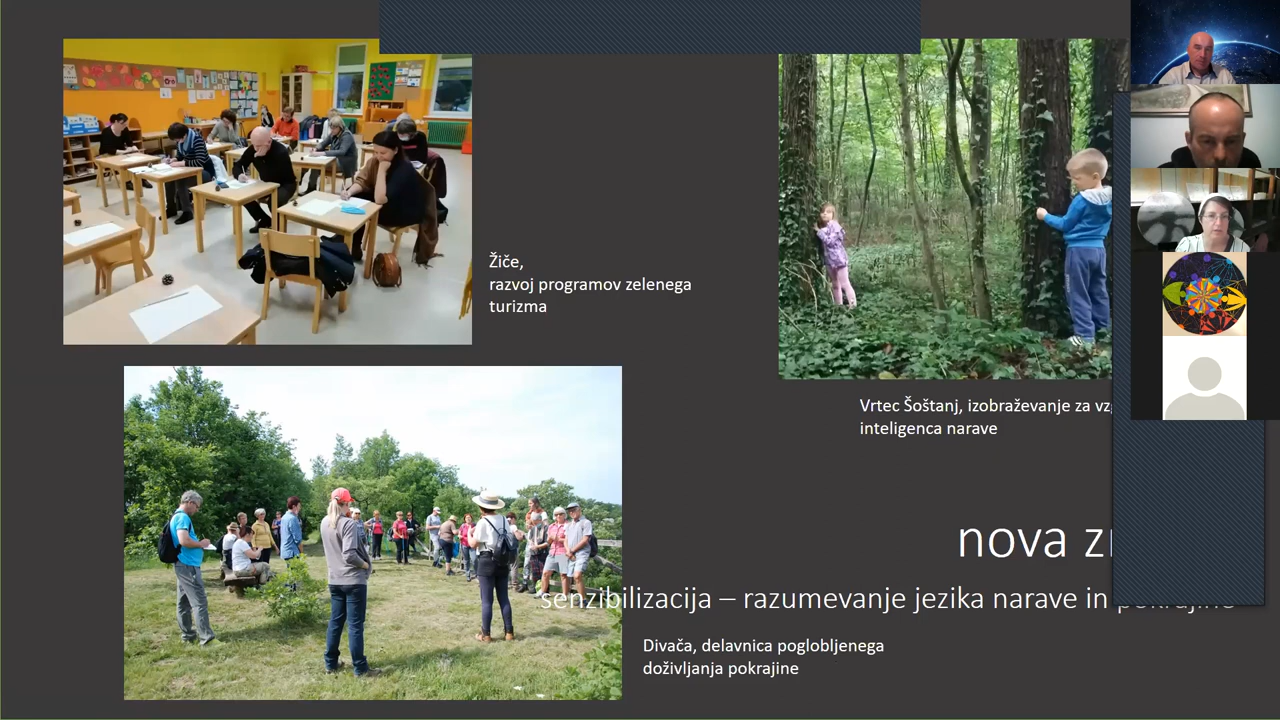 Žiče,
razvoj programov zelenega
turizma
Vrtec Šoštanj, izobraževanje za
inteligenca narave
nova
senzibilizacija – razumevanje jezika narave in pokrajine
Divača, delavnica poglobljenega
doživljanja pokrajine